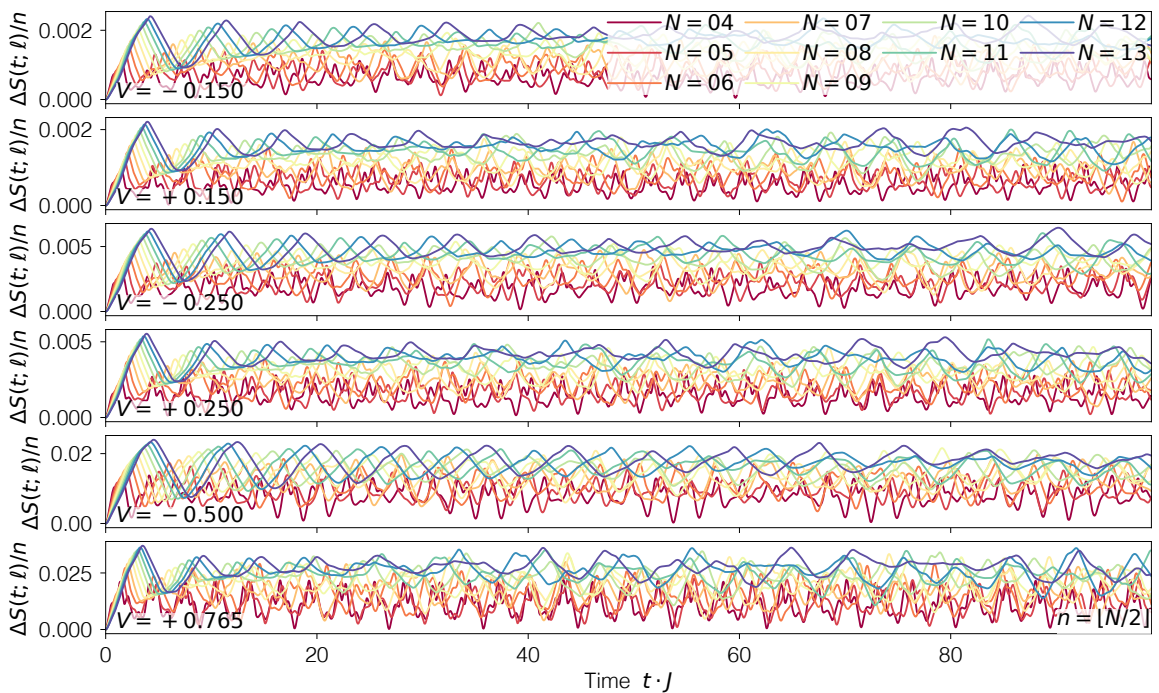 ΔS(t; ℓ)/n
0.002
0.000
V = −0.150
N = 04
N = 05
N = 06
N = 07
N = 08
N = 09
N = 10
N = 11
N = 12
N = 13
ΔS(t; ℓ)/n
0.002
0.000
V = +0.150
ΔS(t; ℓ)/n
0.005
0.000
V = −0.250
ΔS(t; ℓ)/n
0.005
0.000
V = +0.250
ΔS(t; ℓ)/n
0.02
0.00
V = −0.500
ΔS(t; ℓ)/n
0.025
0.000
V = +0.765
n = ⌊N/2⌋
0 20 40 60 80
Time t · J